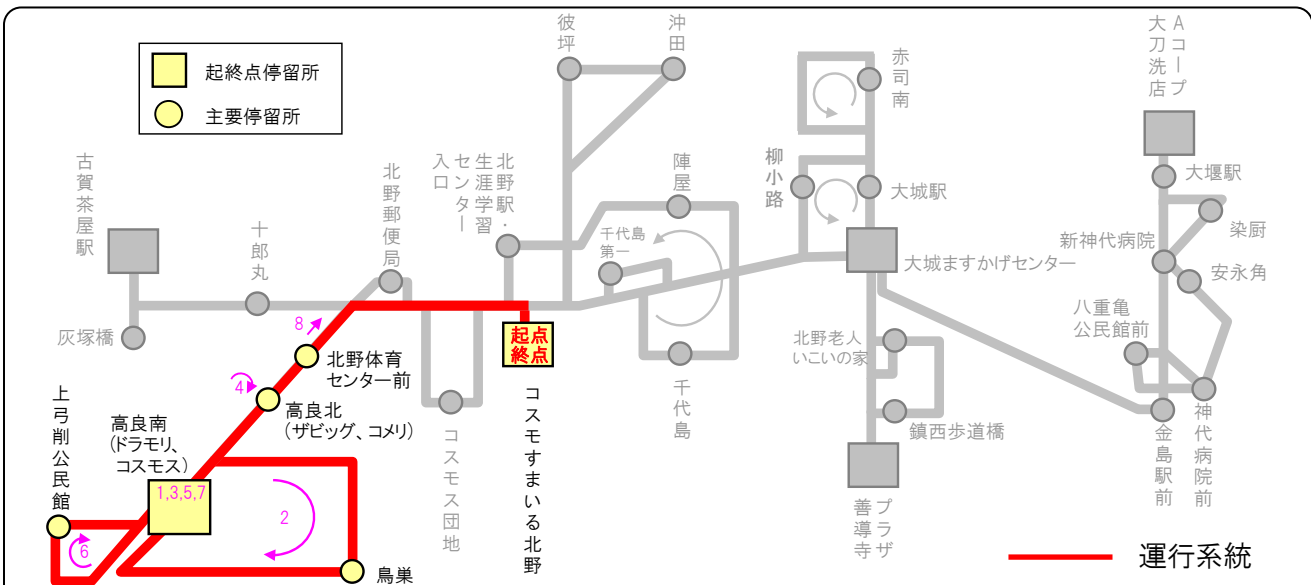 起終点停留所
主要停留所
古賀茶屋駅
灰塚橋
十郎丸
北野郵便局
北野駅・
生涯学習
センター
入口
彼坪
沖田
陣屋
千代島
第一
千代島
赤司南
柳小路
大城駅
大城ますかげセンター
北野老人
いこいの家
鎮西歩道橋
プラザ
善導寺
Aコープ
大刀洗店
大堰駅
染厨
新神代病院
安永角
八重亀
公民館前
神代病院前
金島駅前
起点
終点
コスモすまいる北野
コスモス団地
8
北野体育
センター前
4
高良北
(ザビッグ、コメリ)
高良南
(ドラモリ、
コスモス)
1,3,5,7
2
上弓削公民館
6
鳥巣
運行系統